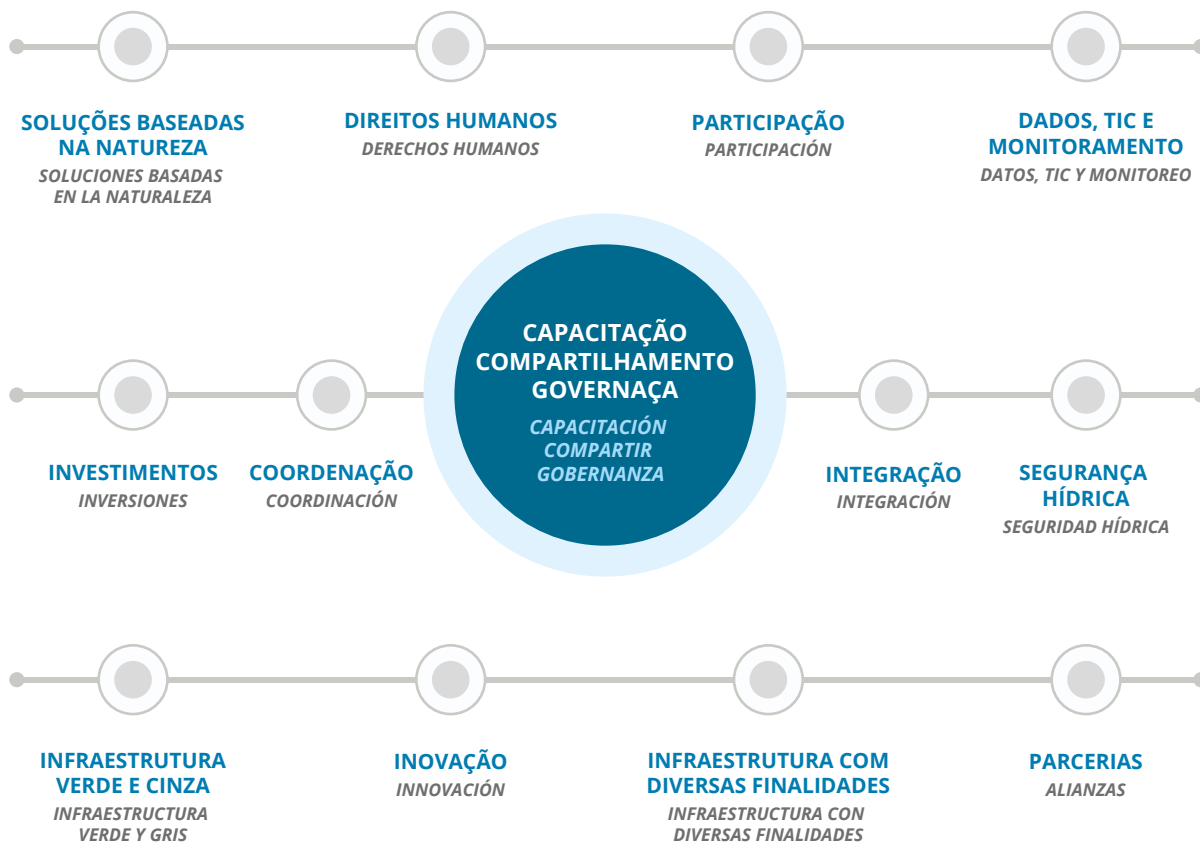 SOLUÇÕES BASEADAS
NA NATUREZA
SOLUCIONES BASADAS
EN LA NATURALEZA
DIREITOS HUMANOS
DERECHOS HUMANOS
PARTICIPAÇÃO
PARTICIPACIÓN
DADOS, TIC E
MONITORAMENTO
DATOS, TIC Y MONITOREO
INVESTIMENTOS
INVERSIONES
COORDENAÇÃO
COORDINACIÓN
CAPACITAÇÃO
COMPARTILHAMENTO
GOVERNAÇA
CAPACITACIÓN
COMPARTIR
GOBERNANZA
INTEGRAÇÃO
INTEGRACIÓN
SEGURANÇA
HÍDRICA
SEGURIDAD HÍDRICA
INFRAESTRUTURA
VERDE E CINZA
INFRAESTRUCTURA
VERDE Y GRIS
INOVAÇÃO
INNOVACIÓN
INFRAESTRUTURA COM
DIVERSAS FINALIDADES
INFRAESTRUCTURA CON
DIVERSAS FINALIDADES
PARCERIAS
ALIANZAS